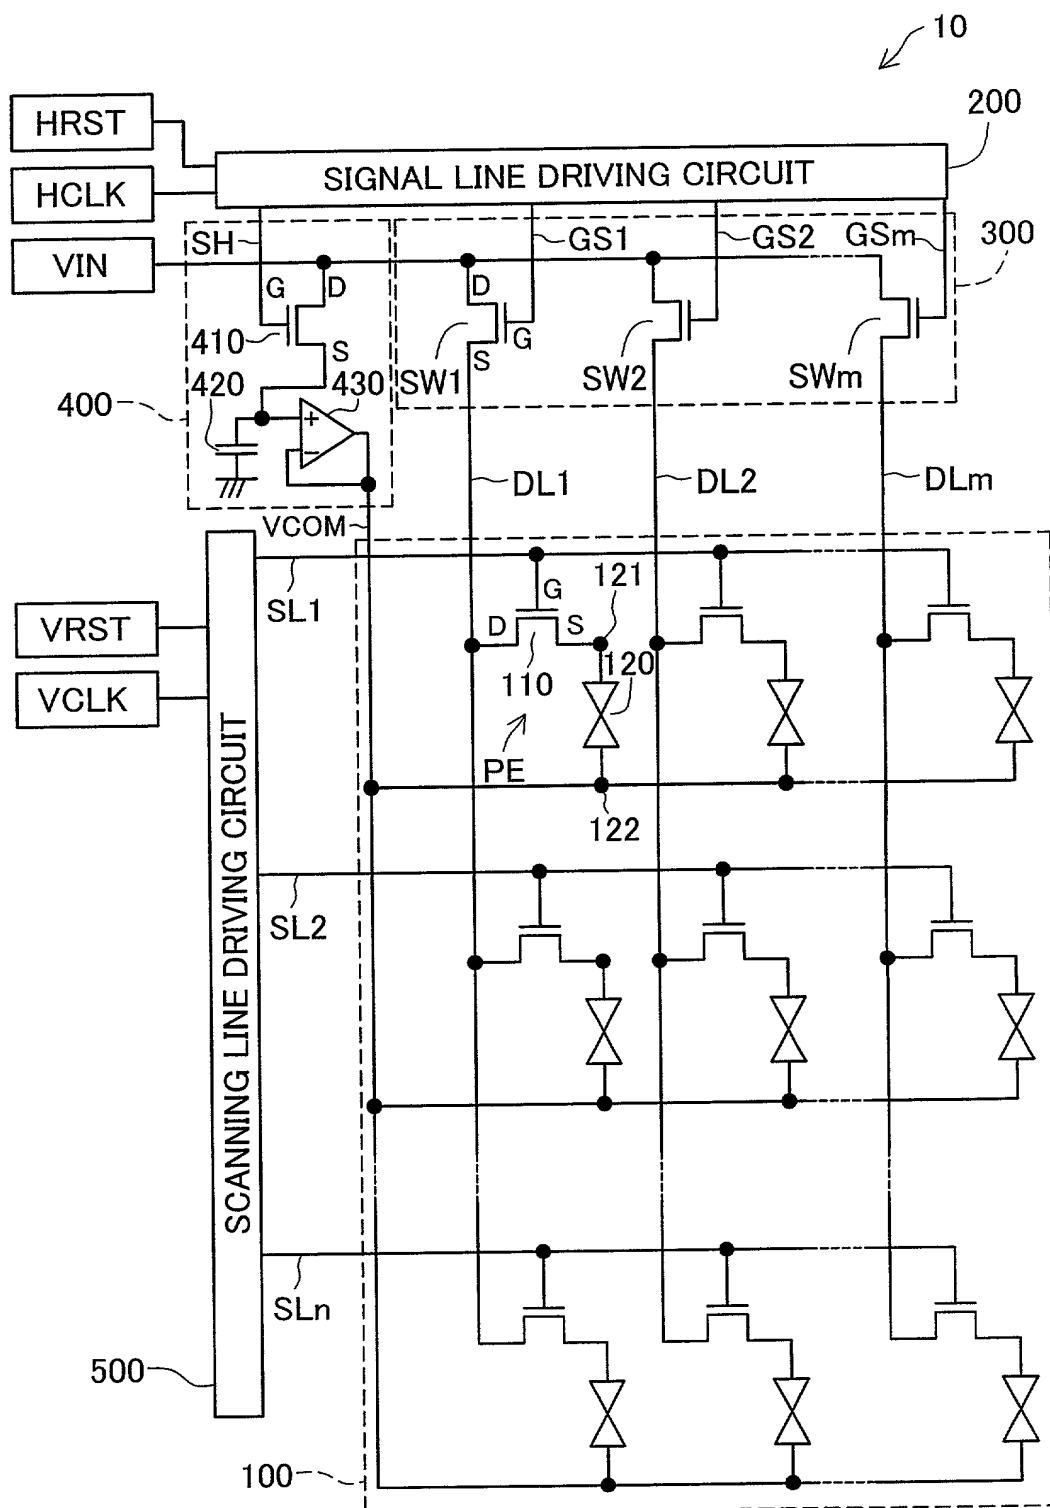 10
HRST
200
SIGNAL LINE DRIVING CIRCUIT
HCLK
SH
GS1
GS2
GSm
300
VIN
G
D
D
410
S
G
S
SW1
SW2
SWm
420
430
400
+
−
DL1
DL2
DLm
VCOM
SL1
G
121
VRST
D
S
120
110
VCLK
PE
122
SCANNING LINE DRIVING CIRCUIT
SL2
SLn
500
100